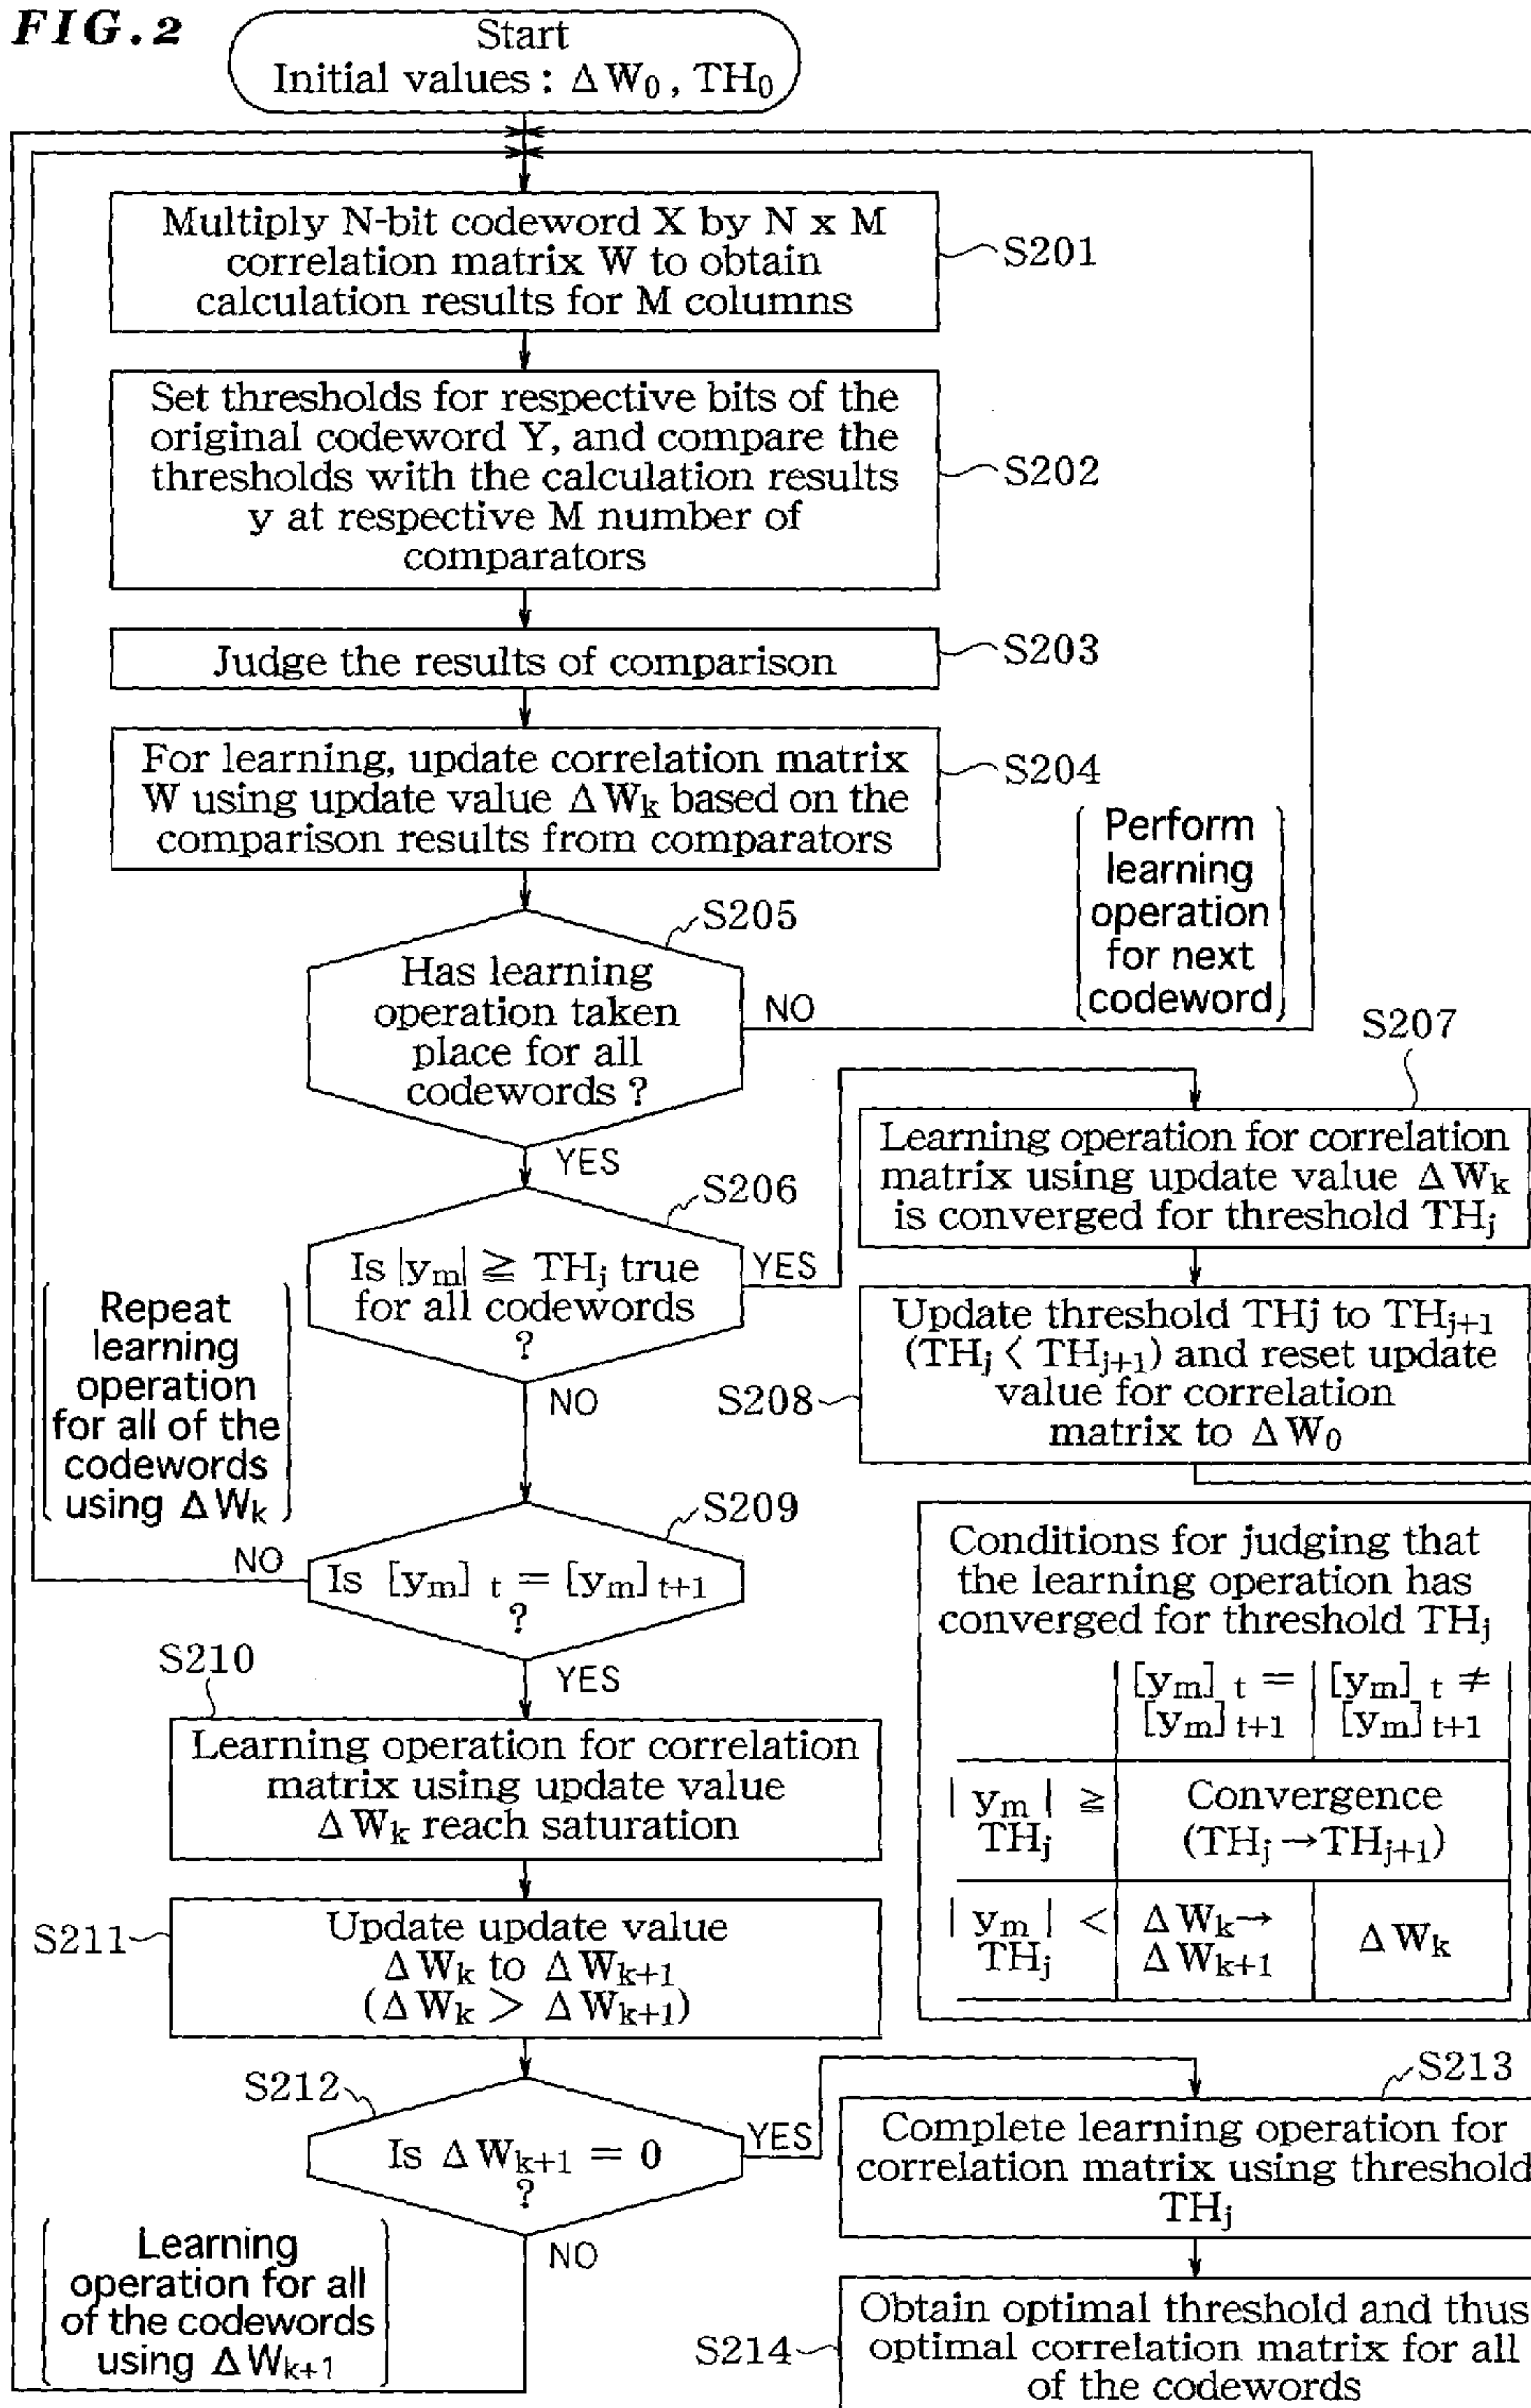 FIG.2
Start
Initial values : ΔW₀ , TH₀
Multiply N-bit codeword X by N x M
correlation matrix W to obtain
calculation results for M columns
S201
Set thresholds for respective bits of the
original codeword Y, and compare the
thresholds with the calculation results
y at respective M number of
comparators
S202
Judge the results of comparison
S203
For learning, update correlation matrix
W using update value ΔWₖ based on the
comparison results from comparators
S204
Perform
learning
operation
for next
codeword
S205
Has learning
operation taken
place for all
codewords ?
NO
YES
S206
Is |yₘ| ≧ THⱼ true
for all codewords
?
YES
NO
S207
Learning operation for correlation
matrix using update value ΔWₖ
is converged for threshold THⱼ
Update threshold THj to THⱼ₊₁
(THⱼ < THⱼ₊₁) and reset update
value for correlation
matrix to ΔW₀
S208
Repeat
learning
operation
for all of the
codewords
using ΔWₖ
S209
Is [yₘ] ₜ = [yₘ] ₜ₊₁
?
NO
YES
S210
Learning operation for correlation
matrix using update value
ΔWₖ reach saturation
S211
Update update value
ΔWₖ to ΔWₖ₊₁
(ΔWₖ > ΔWₖ₊₁)
Conditions for judging that
the learning operation has
converged for threshold THⱼ
[yₘ] ₜ = [yₘ] ₜ ≠
[yₘ] ₜ₊₁ [yₘ] ₜ₊₁
| yₘ | ≧ Convergence
THⱼ (THⱼ →THⱼ₊₁)
| yₘ | < ΔWₖ→ ΔWₖ
THⱼ ΔWₖ₊₁
S212
Is ΔWₖ₊₁ = 0
?
YES
NO
Learning
operation for all
of the codewords
using ΔWₖ₊₁
S213
Complete learning operation for
correlation matrix using threshold
THⱼ
Obtain optimal threshold and thus
optimal correlation matrix for all
of the codewords
S214